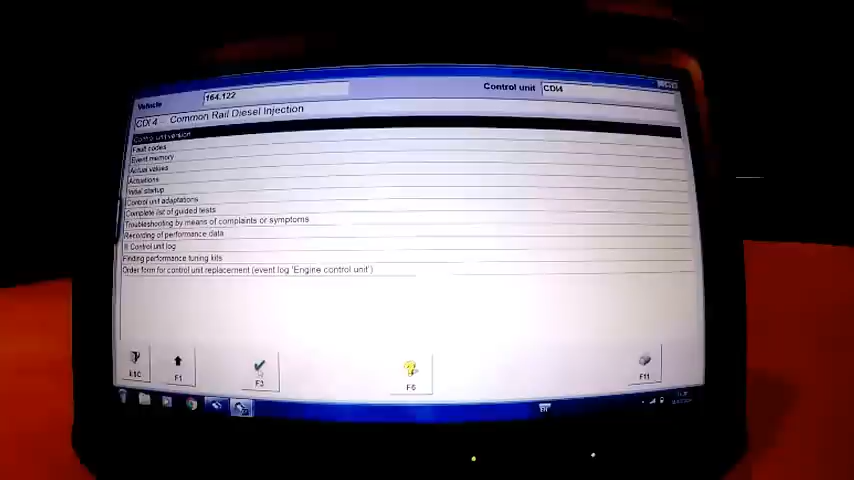 Vehicle 164.122 Control unit CDI4
CDI 4 - Common Rail Diesel Injection
Control unit version
Fault codes
Event memory
Actual values
Actuations
Initial startup
Control unit adaptations
Complete list of guided tests
Troubleshooting by means of complaints or symptoms
Recording of performance data
Control unit log
Finding performance tuning kits
Order form for control unit replacement (event log 'Engine control unit')
ESC F1 F3 F6 F11
EN